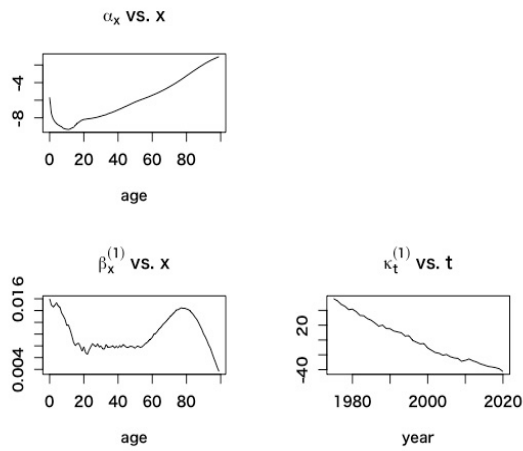 αₓ vs. x
-4
-8
0 20 40 60 80
age
βₓ⁽¹⁾ vs. x
0.016
0.004
0 20 40 60 80
age
κₜ⁽¹⁾ vs. t
20
-40
1980 2000 2020
year